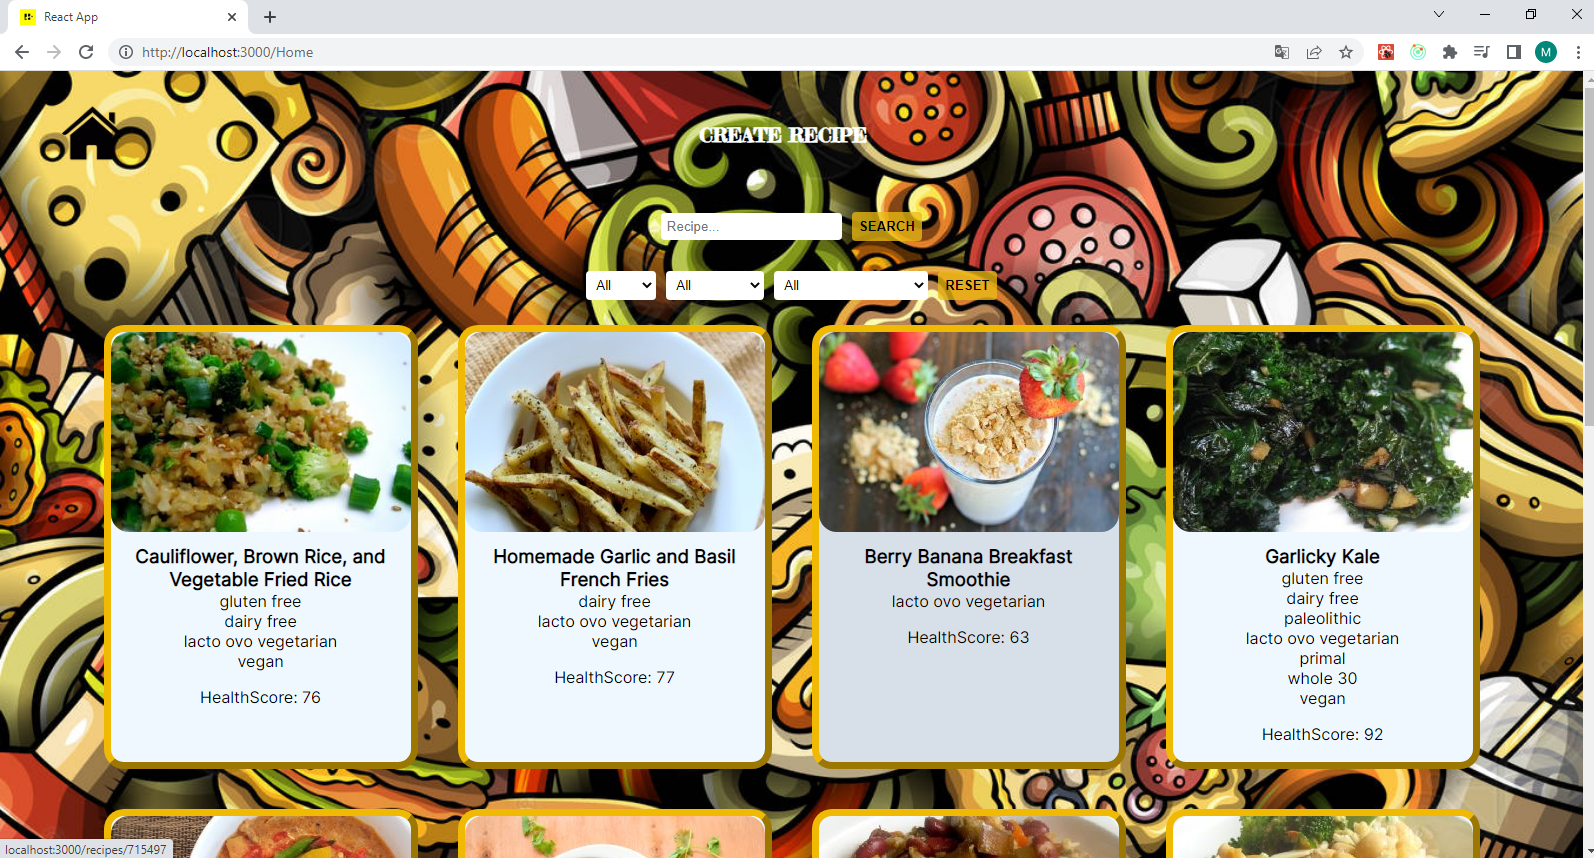 React App
http://localhost:3000/Home
M
CREATE RECIPE
Recipe...
SEARCH
All
All
All
RESET
Cauliflower, Brown Rice, and
Vegetable Fried Rice
gluten free
dairy free
lacto ovo vegetarian
vegan
HealthScore: 76
Homemade Garlic and Basil
French Fries
dairy free
lacto ovo vegetarian
vegan
HealthScore: 77
Berry Banana Breakfast
Smoothie
lacto ovo vegetarian
HealthScore: 63
Garlicky Kale
gluten free
dairy free
paleolithic
lacto ovo vegetarian
primal
whole 30
vegan
HealthScore: 92
localhost:3000/recipes/715497